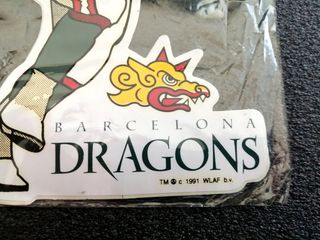 BARCELONA
DRAGONS
TM c 1991 WLAF b.v.